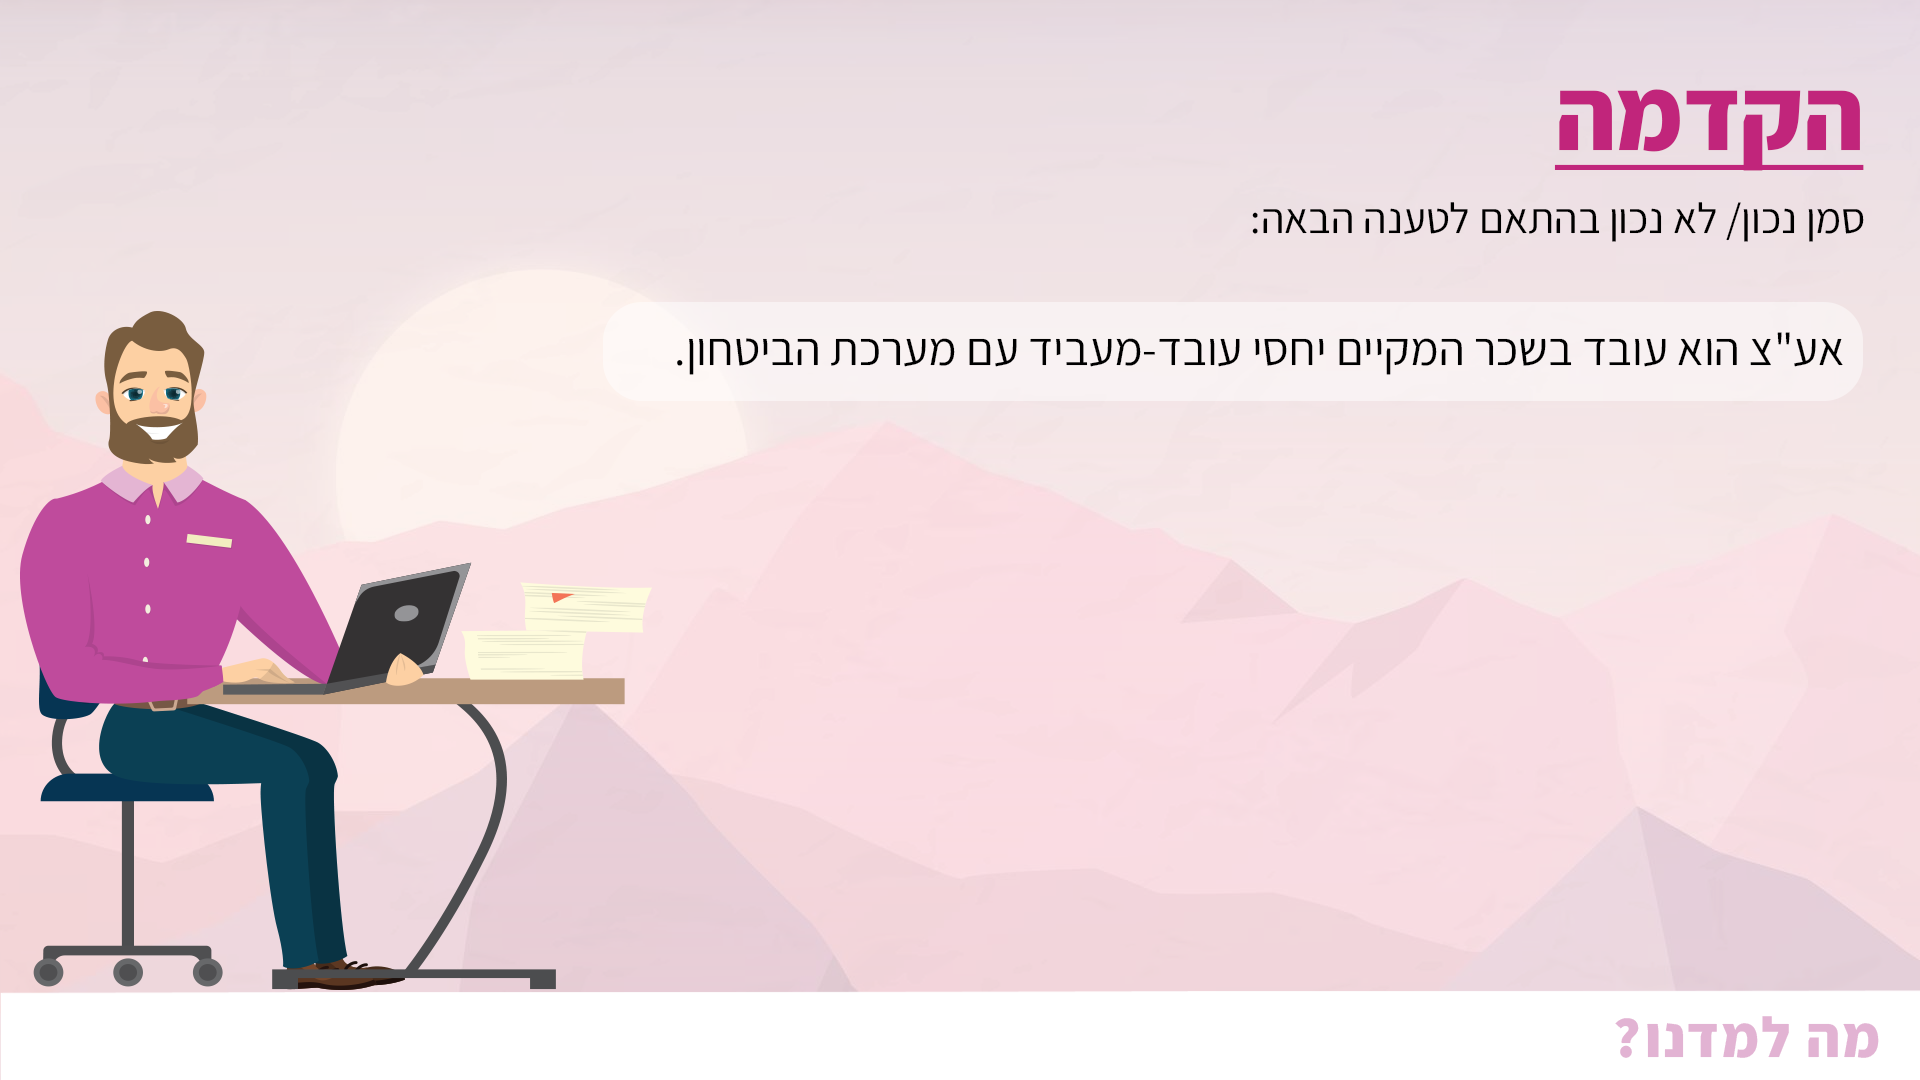 הקדמה
סמן נכון/ לא נכון בהתאם לטענה הבאה:
אע"צ הוא עובד בשכר המקיים יחסי עובד-מעביד עם מערכת הביטחון.
מה למדנו?